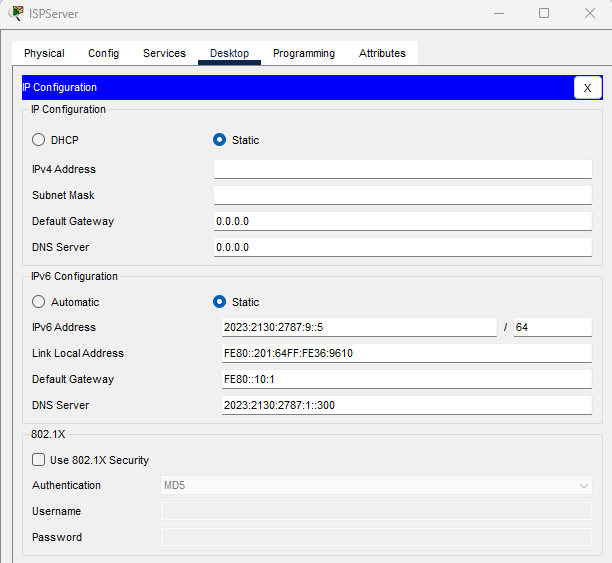 ISPServer
Physical Config Services Desktop Programming Attributes
IP Configuration X
IP Configuration
DHCP Static
IPv4 Address
Subnet Mask
Default Gateway 0.0.0.0
DNS Server 0.0.0.0
IPv6 Configuration
Automatic Static
IPv6 Address 2023:2130:2787:9::5 / 64
Link Local Address FE80::201:64FF:FE36:9610
Default Gateway FE80::10:1
DNS Server 2023:2130:2787:1::300
802.1X
Use 802.1X Security
Authentication MD5
Username
Password